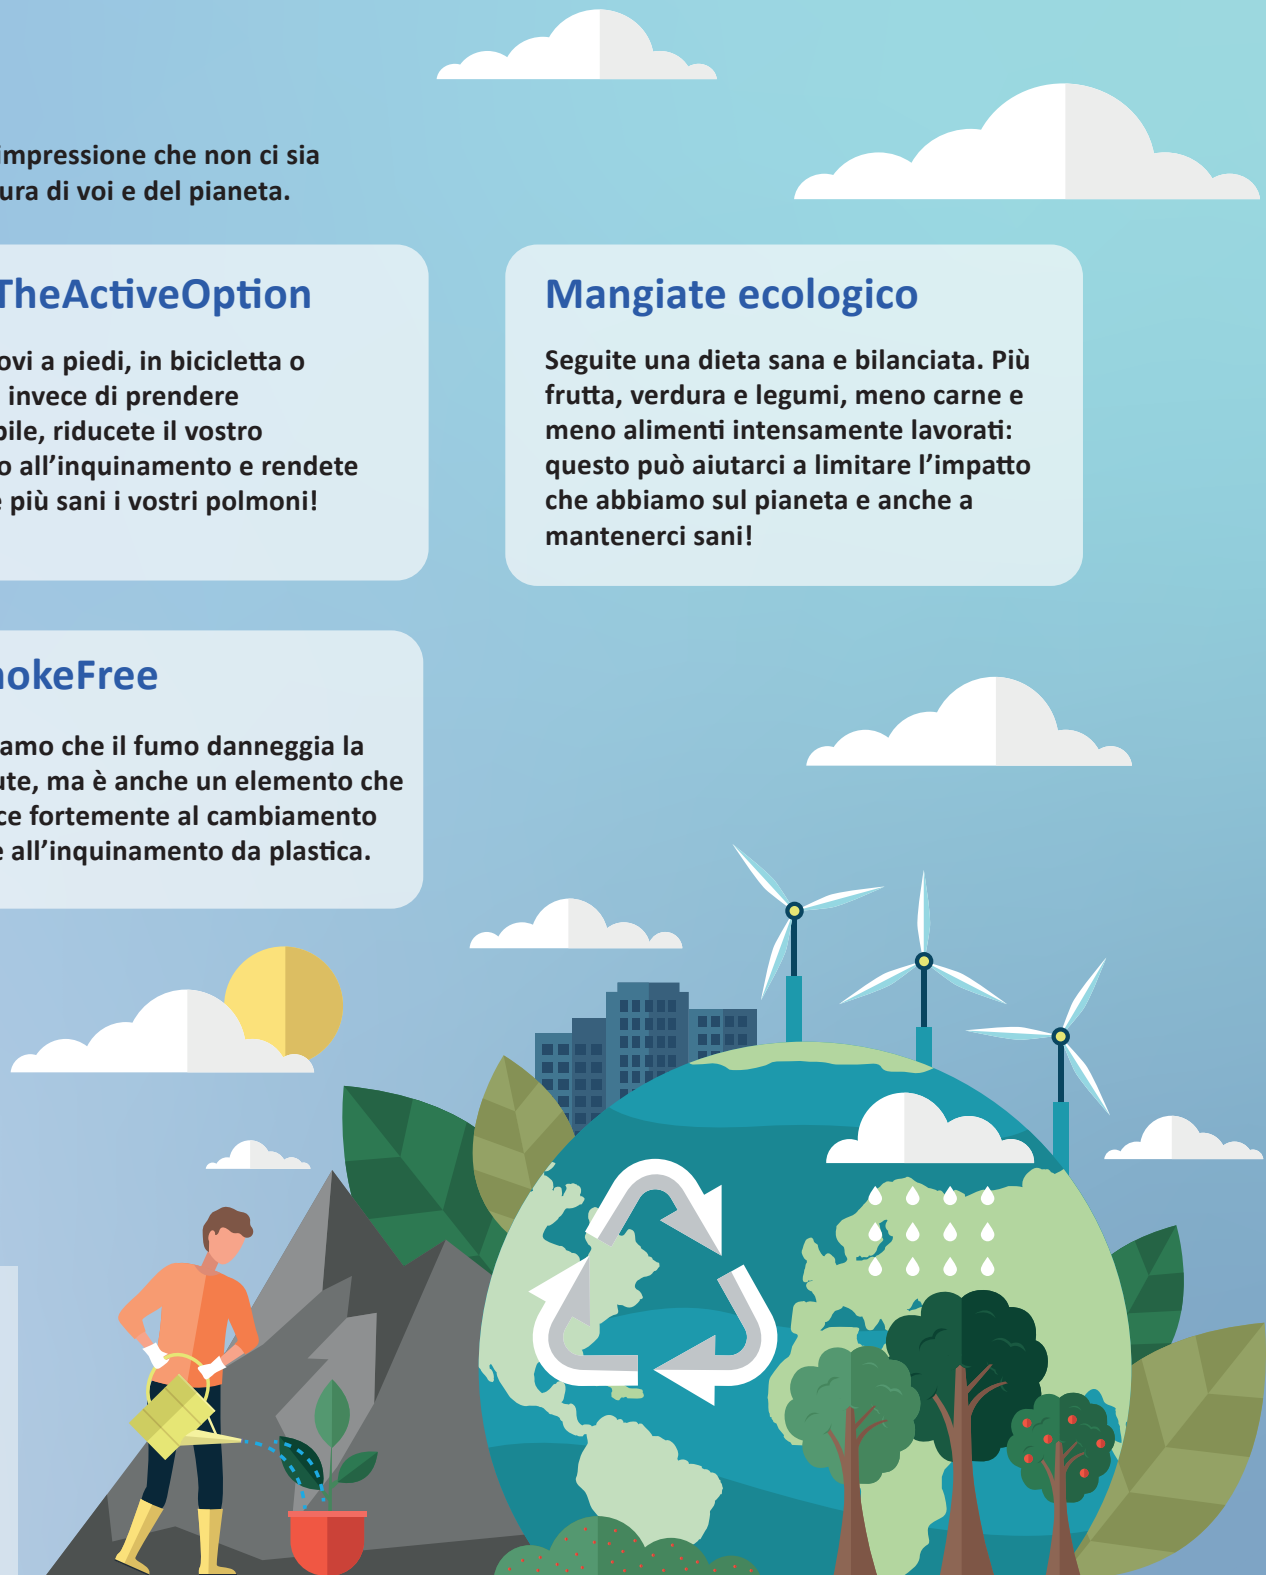 impressione che non ci sia
ura di voi e del pianeta.
TheActiveOption
ovi a piedi, in bicicletta o
invece di prendere
bile, riducete il vostro
o all’inquinamento e rendete
e più sani i vostri polmoni!
Mangiate ecologico
Seguite una dieta sana e bilanciata. Più
frutta, verdura e legumi, meno carne e
meno alimenti intensamente lavorati:
questo può aiutarci a limitare l’impatto
che abbiamo sul pianeta e anche a
mantenerci sani!
okeFree
amo che il fumo danneggia la
ute, ma è anche un elemento che
ce fortemente al cambiamento
e all’inquinamento da plastica.